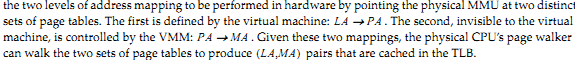 the two levels of address mapping to be performed in hardware by pointing the physical MMU at two distinct
sets of page tables. The first is defined by the virtual machine: LA → PA . The second, invisible to the virtual
machine, is controlled by the VMM: PA → MA . Given these two mappings, the physical CPU's page walker
can walk the two sets of page tables to produce (LA,MA) pairs that are cached in the TLB.